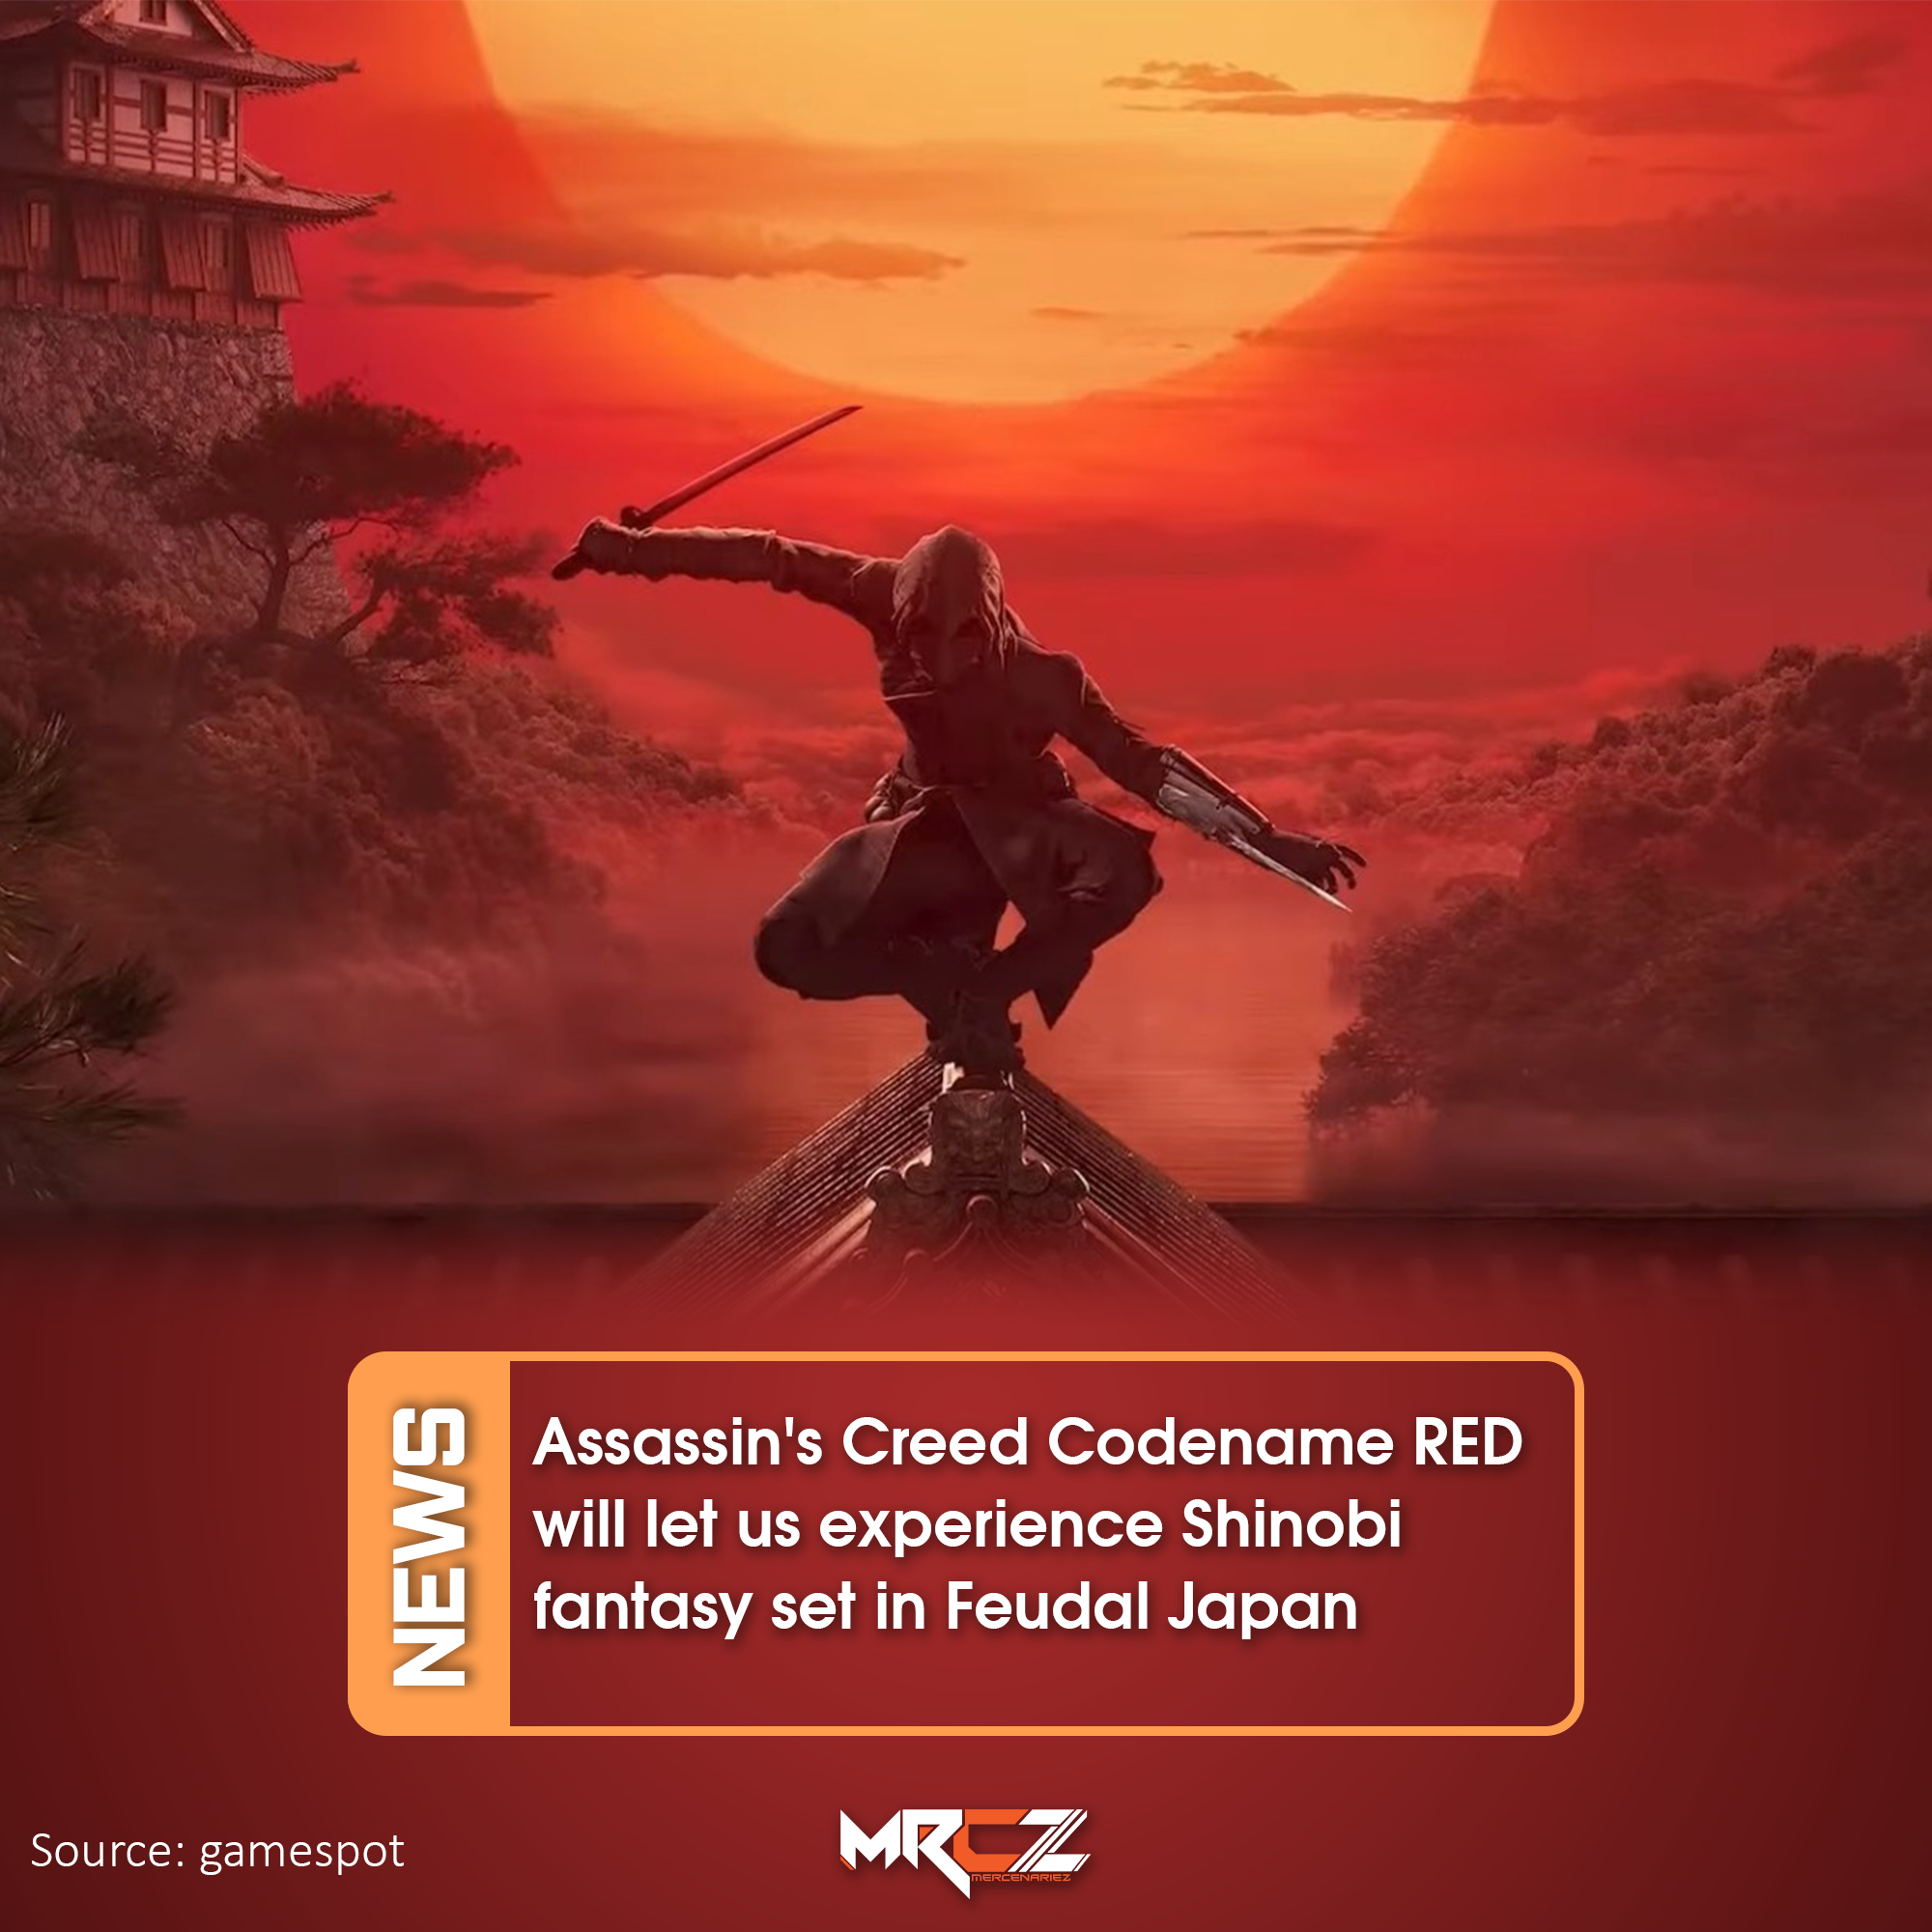 NEWS
Assassin's Creed Codename RED
will let us experience Shinobi
fantasy set in Feudal Japan
Source: gamespot
MRCZ
MERCENARIEZ